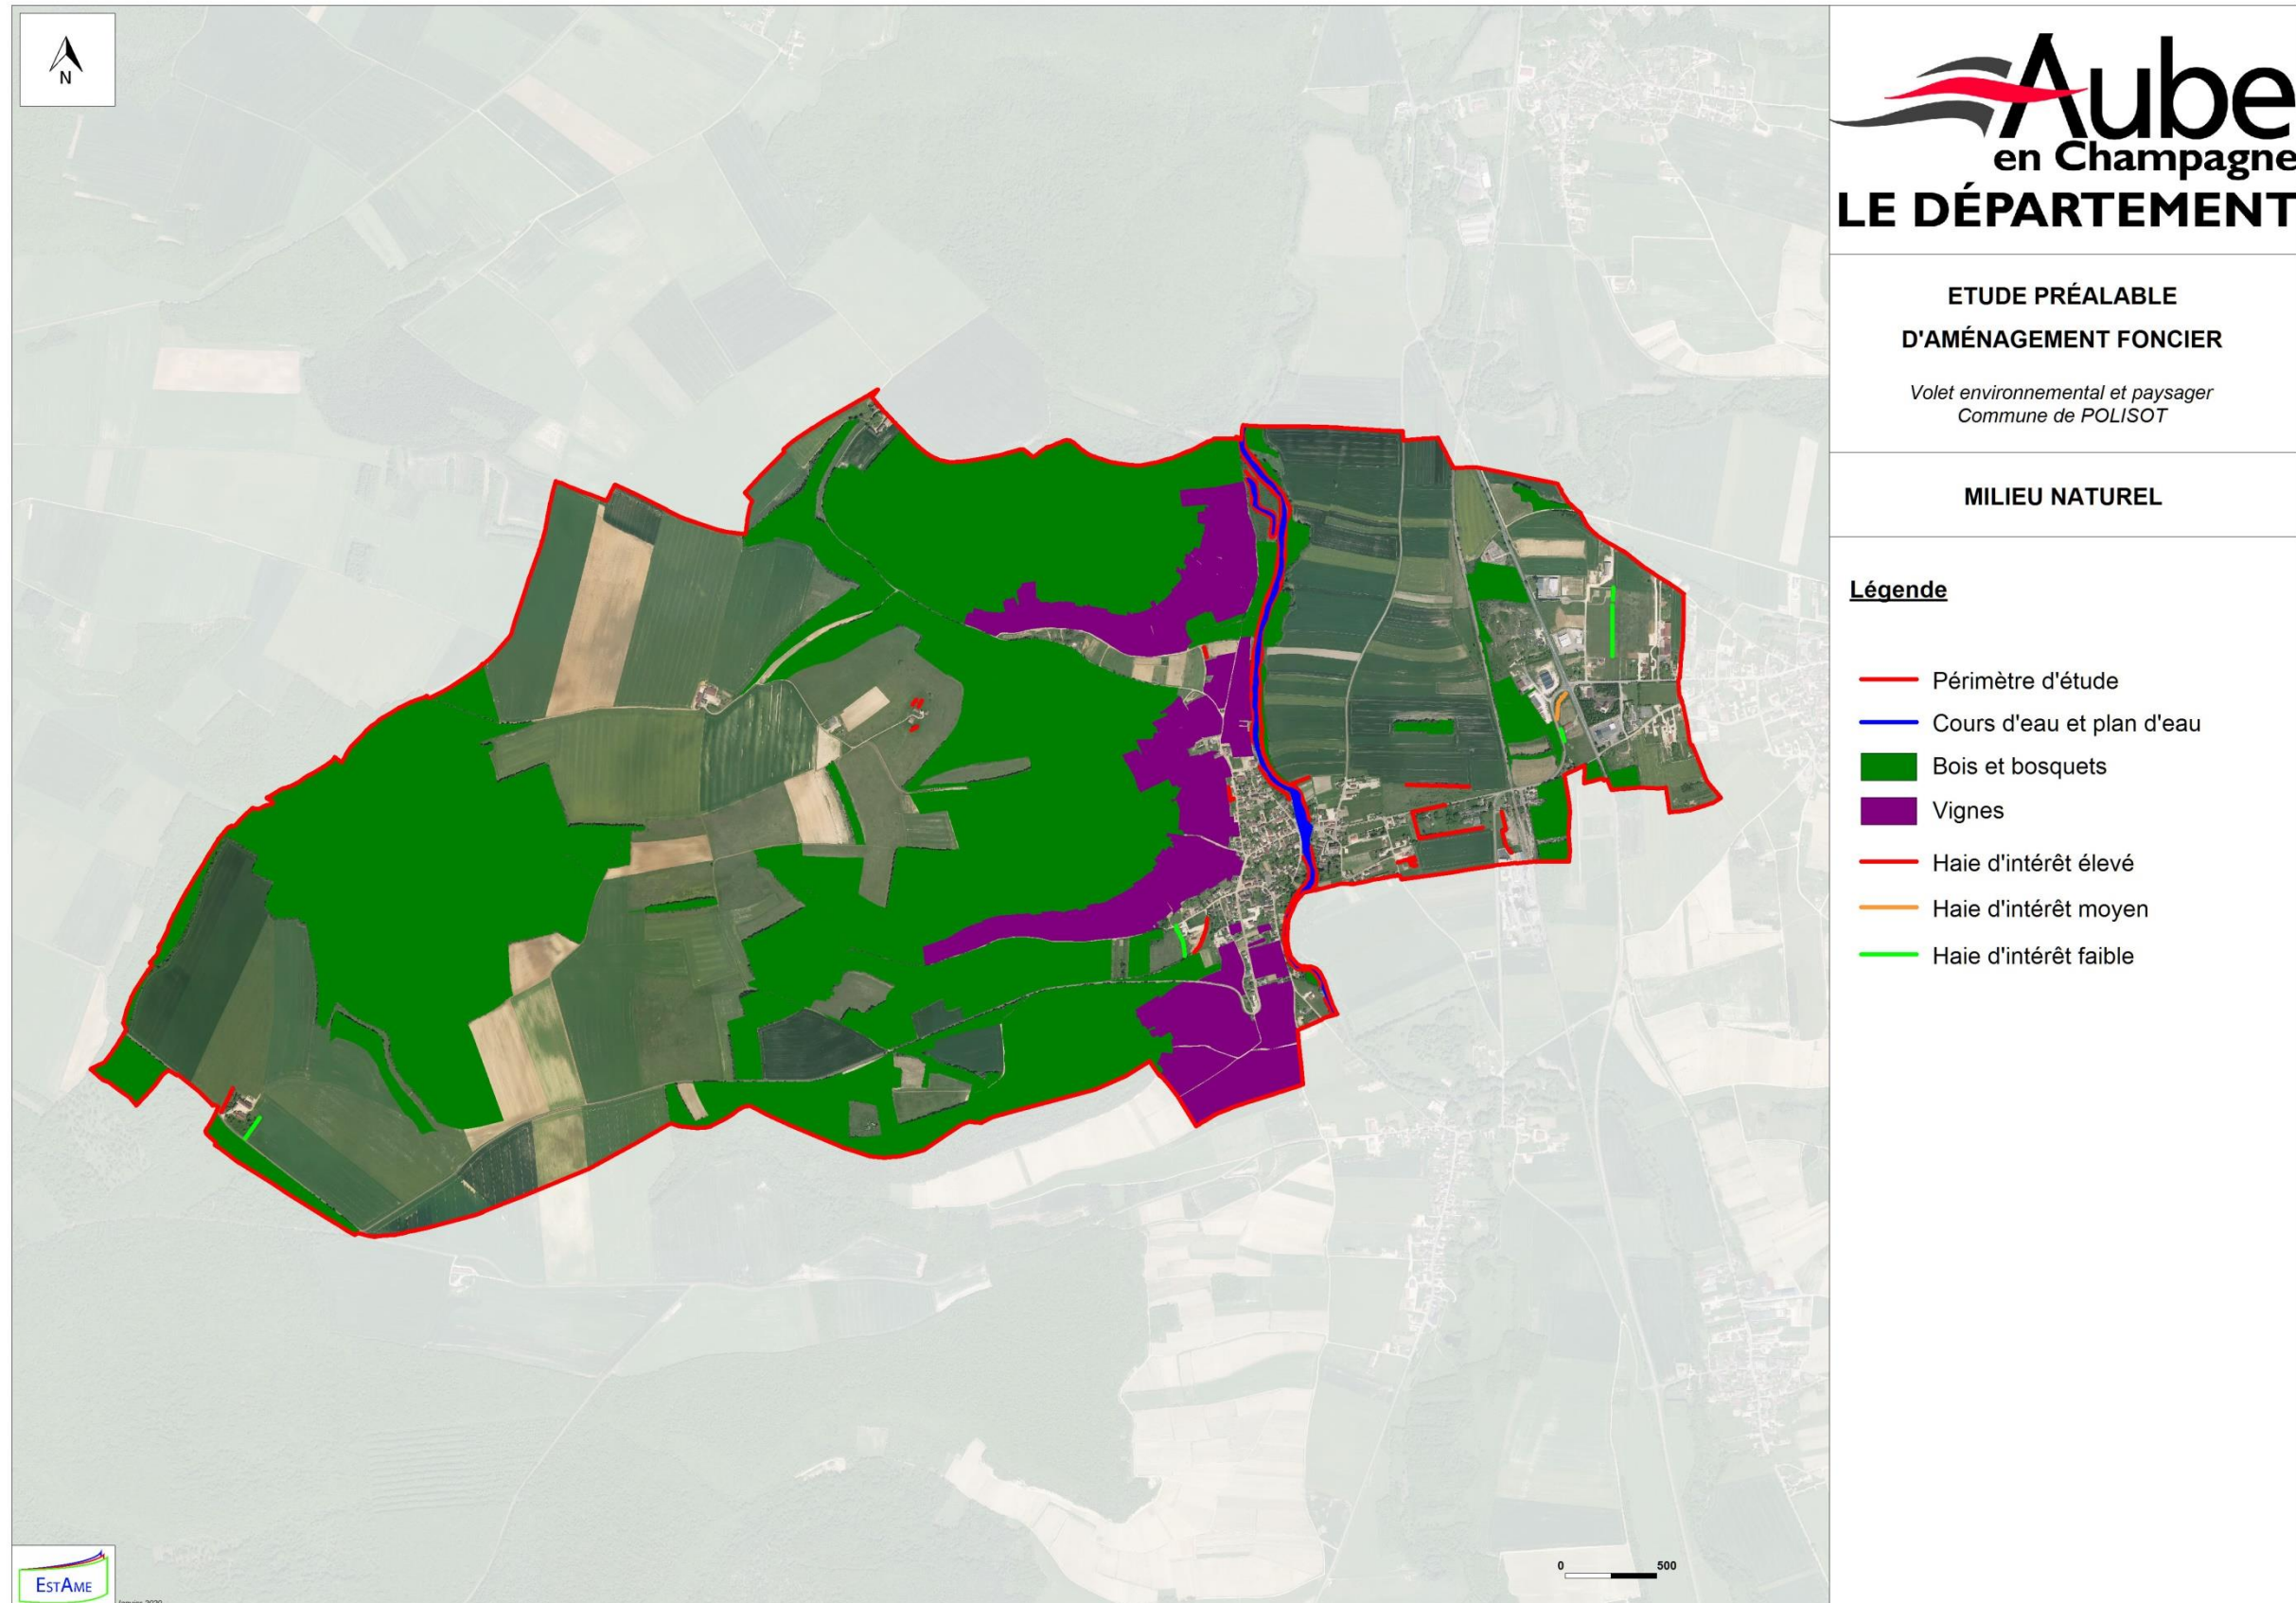 N
Aube
en Champagne
LE DÉPARTEMENT
ETUDE PRÉALABLE
D'AMÉNAGEMENT FONCIER
Volet environnemental et paysager
Commune de POLISOT
MILIEU NATUREL
Légende
Périmètre d'étude
Cours d'eau et plan d'eau
Bois et bosquets
Vignes
Haie d'intérêt élevé
Haie d'intérêt moyen
Haie d'intérêt faible
0 500
ESTAME